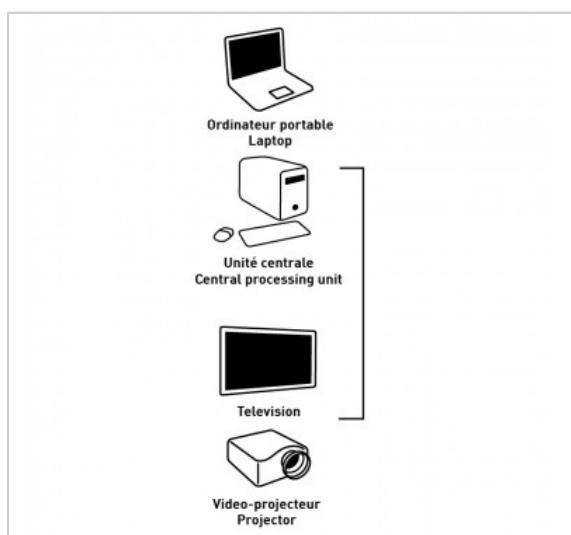 Ordinateur portable
Laptop
Unité centrale
Central processing unit
Television
Video-projecteur
Projector